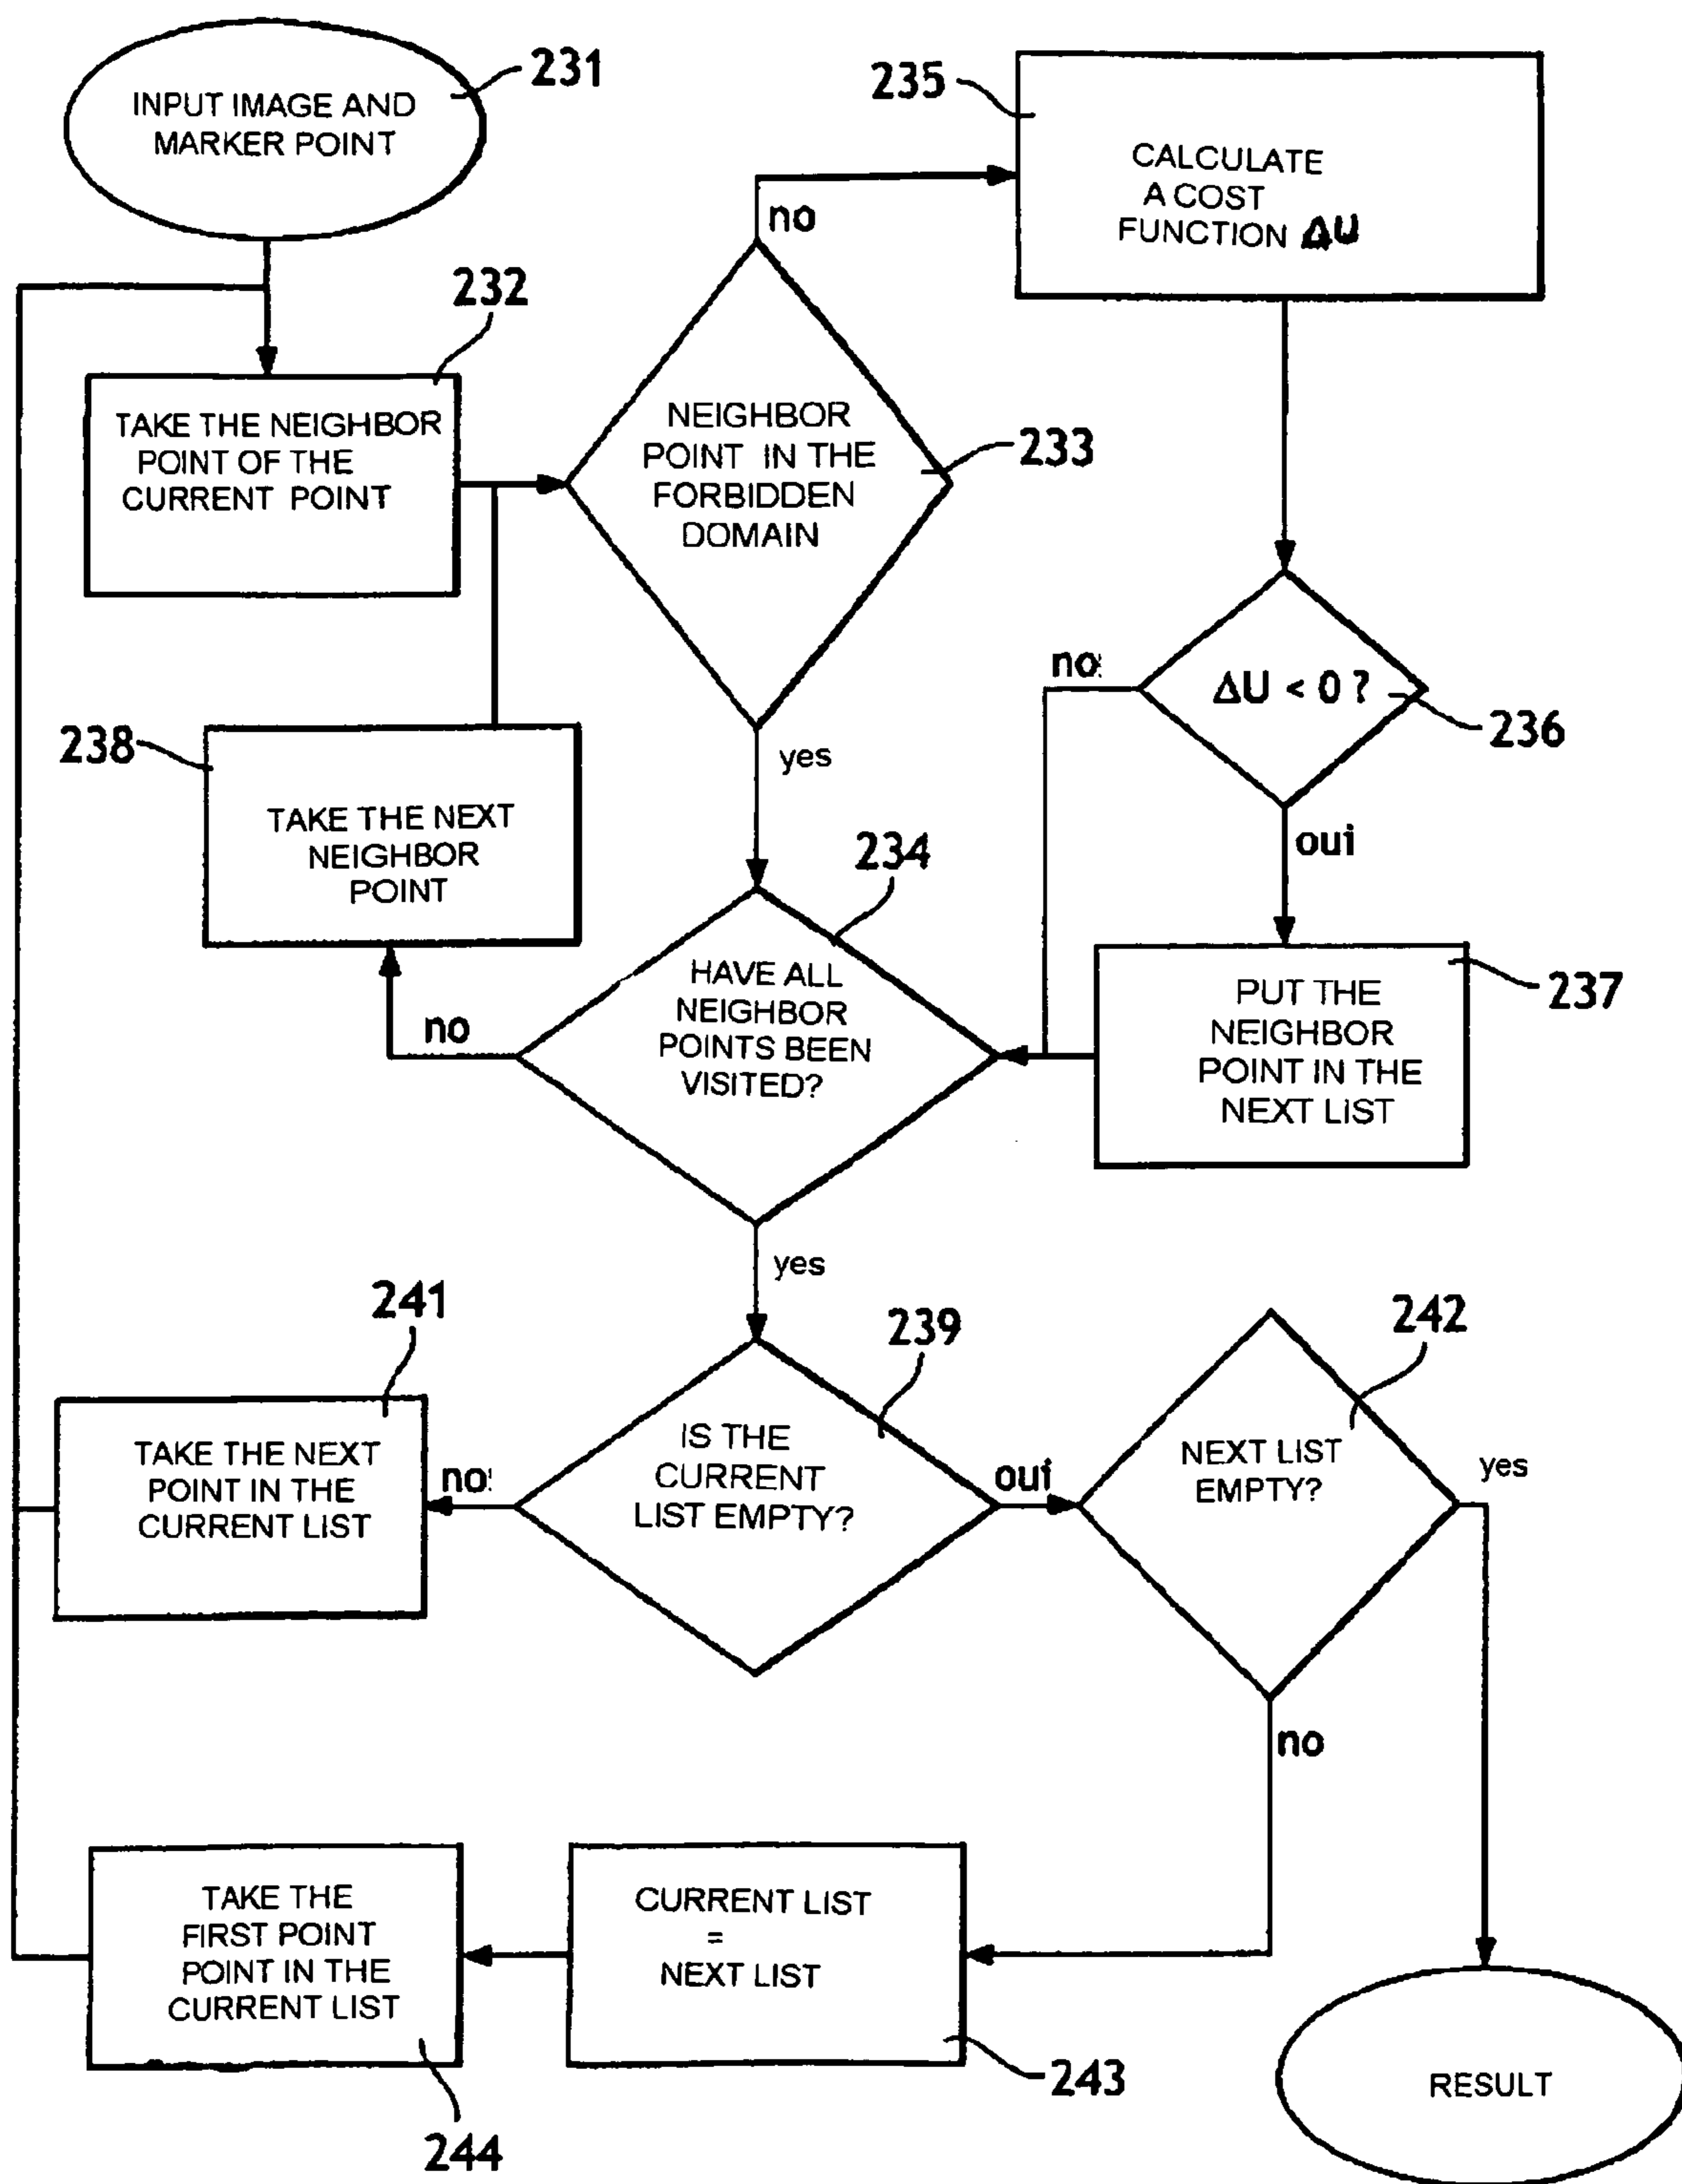 231
INPUT IMAGE AND
MARKER POINT
235
CALCULATE
A COST
FUNCTION ΔU
no
232
TAKE THE NEIGHBOR
POINT OF THE
CURRENT POINT
NEIGHBOR
POINT IN THE
FORBIDDEN
DOMAIN
233
no
ΔU < 0 ?
236
238
TAKE THE NEXT
NEIGHBOR
POINT
yes
oui
234
HAVE ALL
NEIGHBOR
POINTS BEEN
VISITED?
no
PUT THE
NEIGHBOR
POINT IN THE
NEXT LIST
237
yes
241
TAKE THE NEXT
POINT IN THE
CURRENT LIST
no
239
IS THE
CURRENT
LIST EMPTY?
oui
242
NEXT LIST
EMPTY?
yes
no
TAKE THE
FIRST POINT
POINT IN THE
CURRENT LIST
244
CURRENT LIST
=
NEXT LIST
243
RESULT